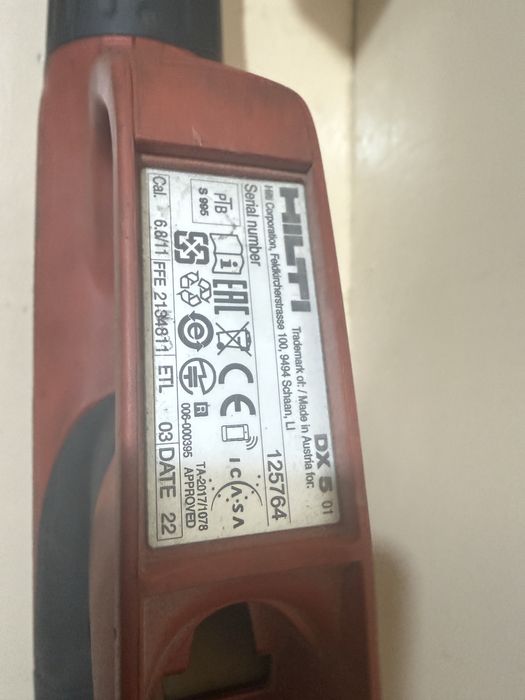 HILTI
DX 5 01
Trademark of: / Made in Austria for:
Hilti Corporation, Feldkircherstrasse 100, 9494 Schaan, LI
Serial number 125764
PTB
S 995
i
EAC
CE
ICASA
R
006-000395
TA-2017/1078
APPROVED
Cal. 6.8/11 FFE 2194811 ETL 03 DATE 22